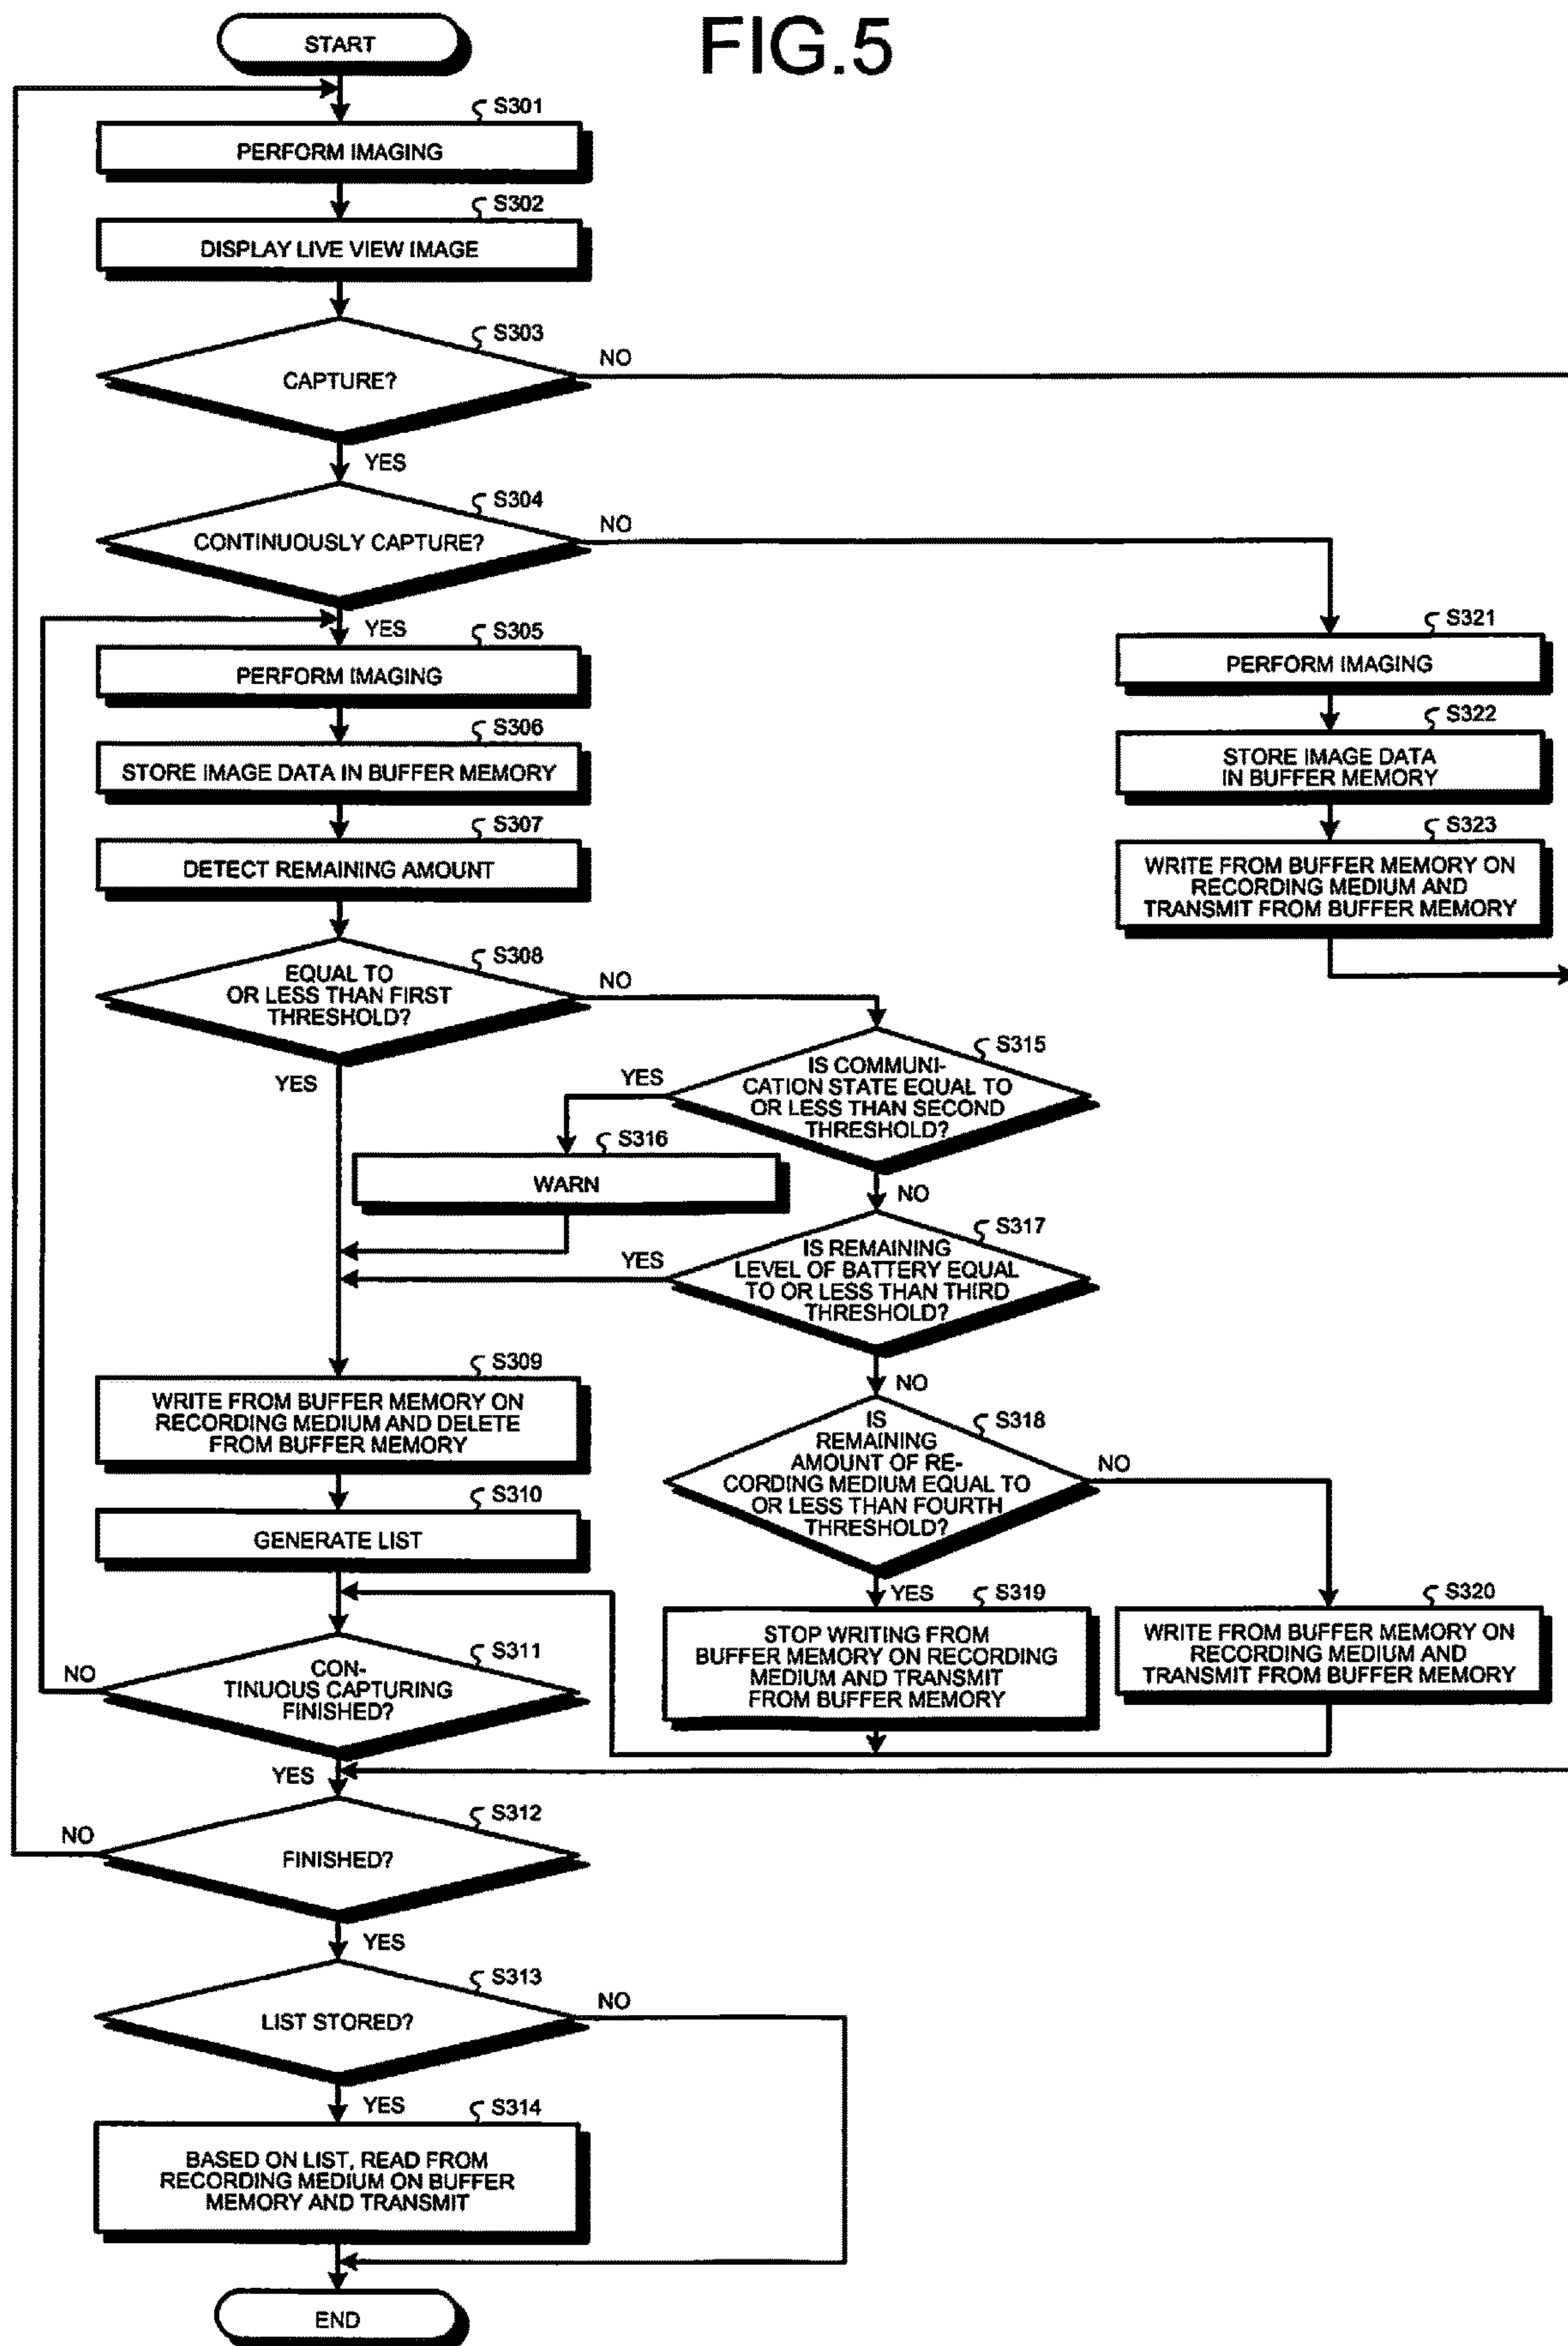 FIG.5
START
S301
PERFORM IMAGING
S302
DISPLAY LIVE VIEW IMAGE
S303
CAPTURE?
NO
YES
S304
CONTINUOUSLY CAPTURE?
NO
YES
S305
PERFORM IMAGING
S306
STORE IMAGE DATA IN BUFFER MEMORY
S307
DETECT REMAINING AMOUNT
S308
EQUAL TO
OR LESS THAN FIRST
THRESHOLD?
NO
YES
S321
PERFORM IMAGING
S322
STORE IMAGE DATA
IN BUFFER MEMORY
S323
WRITE FROM BUFFER MEMORY ON
RECORDING MEDIUM AND
TRANSMIT FROM BUFFER MEMORY
S315
IS COMMUNI-
CATION STATE EQUAL TO
OR LESS THAN SECOND
THRESHOLD?
YES
NO
S316
WARN
S317
IS REMAINING
LEVEL OF BATTERY EQUAL
TO OR LESS THAN THIRD
THRESHOLD?
YES
NO
S309
WRITE FROM BUFFER MEMORY ON
RECORDING MEDIUM AND DELETE
FROM BUFFER MEMORY
S318
IS
REMAINING
AMOUNT OF RE-
CORDING MEDIUM EQUAL TO
OR LESS THAN FOURTH
THRESHOLD?
NO
YES
S310
GENERATE LIST
S319
STOP WRITING FROM
BUFFER MEMORY ON RECORDING
MEDIUM AND TRANSMIT
FROM BUFFER MEMORY
S320
WRITE FROM BUFFER MEMORY ON
RECORDING MEDIUM AND
TRANSMIT FROM BUFFER MEMORY
S311
CON-
TINUOUS CAPTURING
FINISHED?
NO
YES
S312
FINISHED?
NO
YES
S313
LIST STORED?
NO
YES
S314
BASED ON LIST, READ FROM
RECORDING MEDIUM ON BUFFER
MEMORY AND TRANSMIT
END